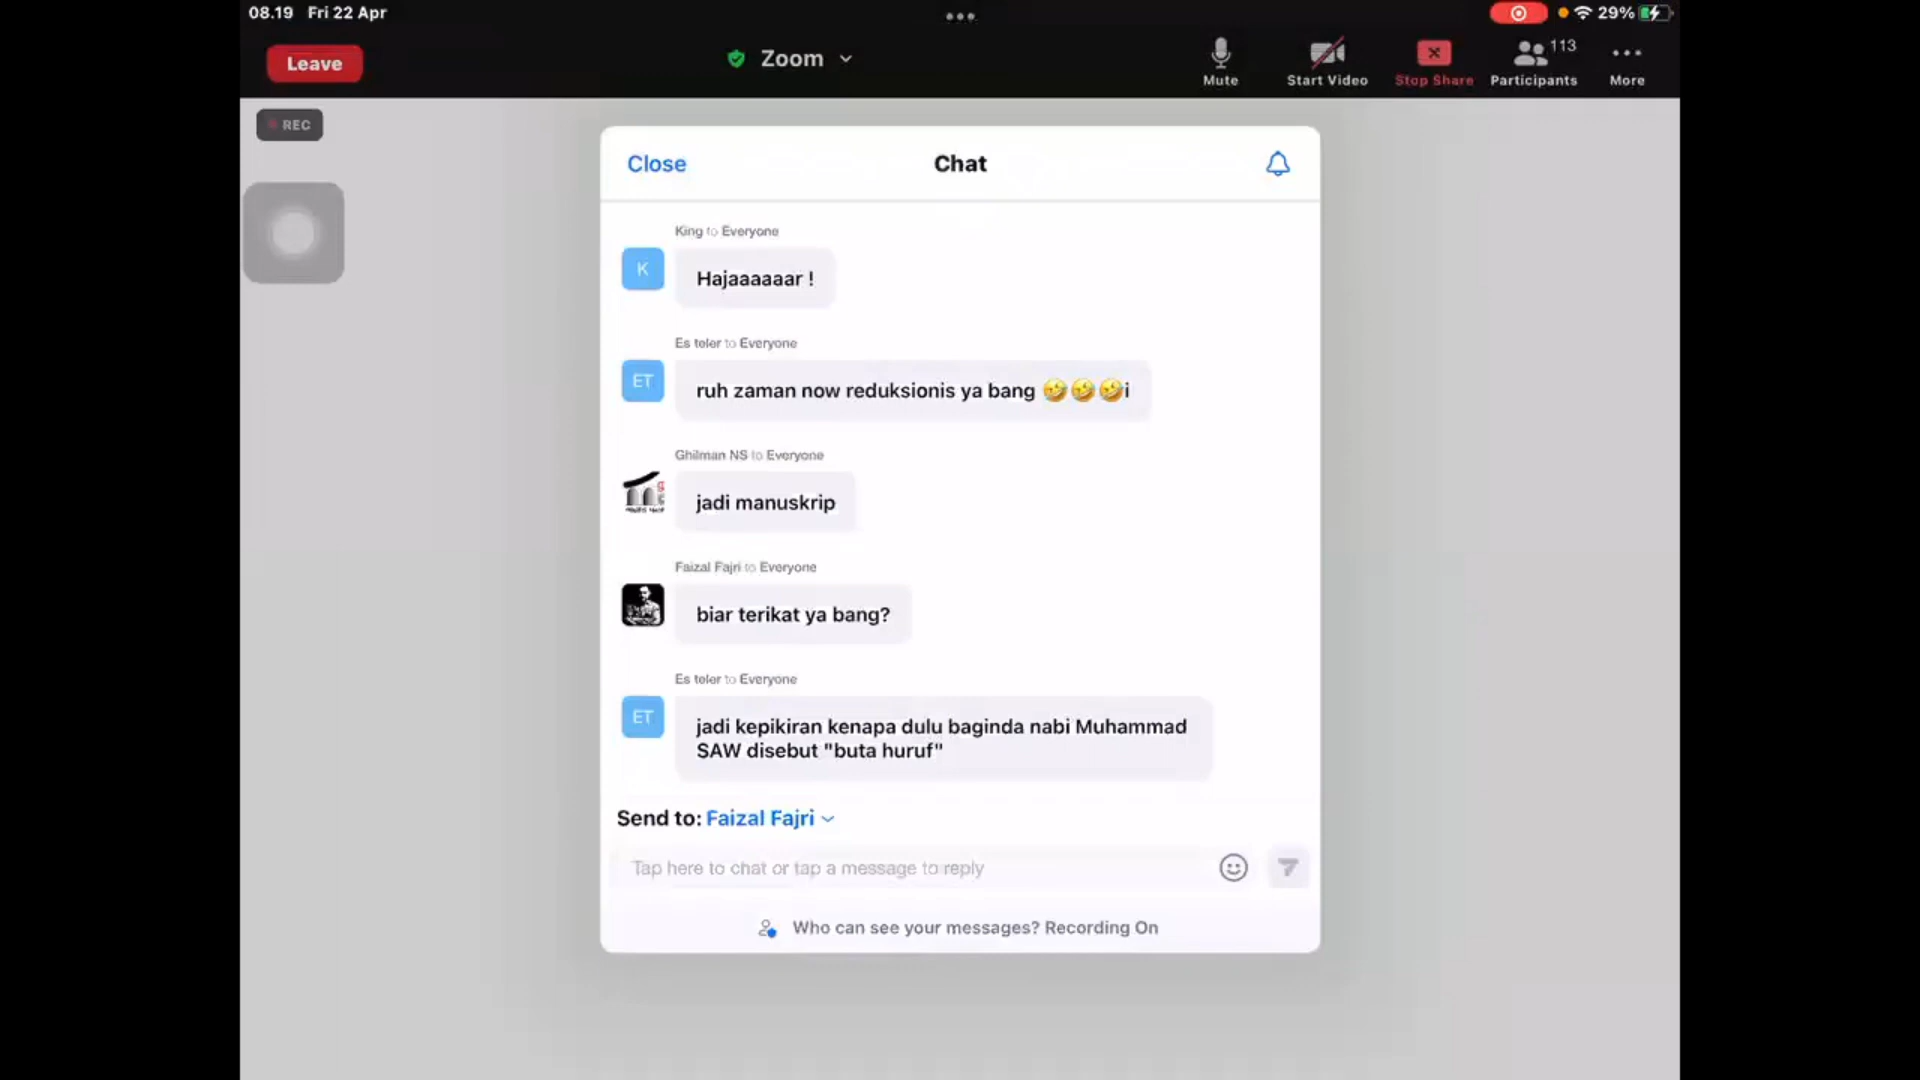 08.19 Fri 22 Apr
29%
Leave
Zoom
Mute
Start Video
Stop Share
113
Participants
More
REC
Close
Chat
King to Everyone
K
Hajaaaaaar !
Es teler to Everyone
ET
ruh zaman now reduksionis ya bang 🤣🤣🤣i
Ghilman NS to Everyone
jadi manuskrip
Faizal Fajri to Everyone
biar terikat ya bang?
Es teler to Everyone
ET
jadi kepikiran kenapa dulu baginda nabi Muhammad
SAW disebut "buta huruf"
Send to: Faizal Fajri
Tap here to chat or tap a message to reply
Who can see your messages? Recording On